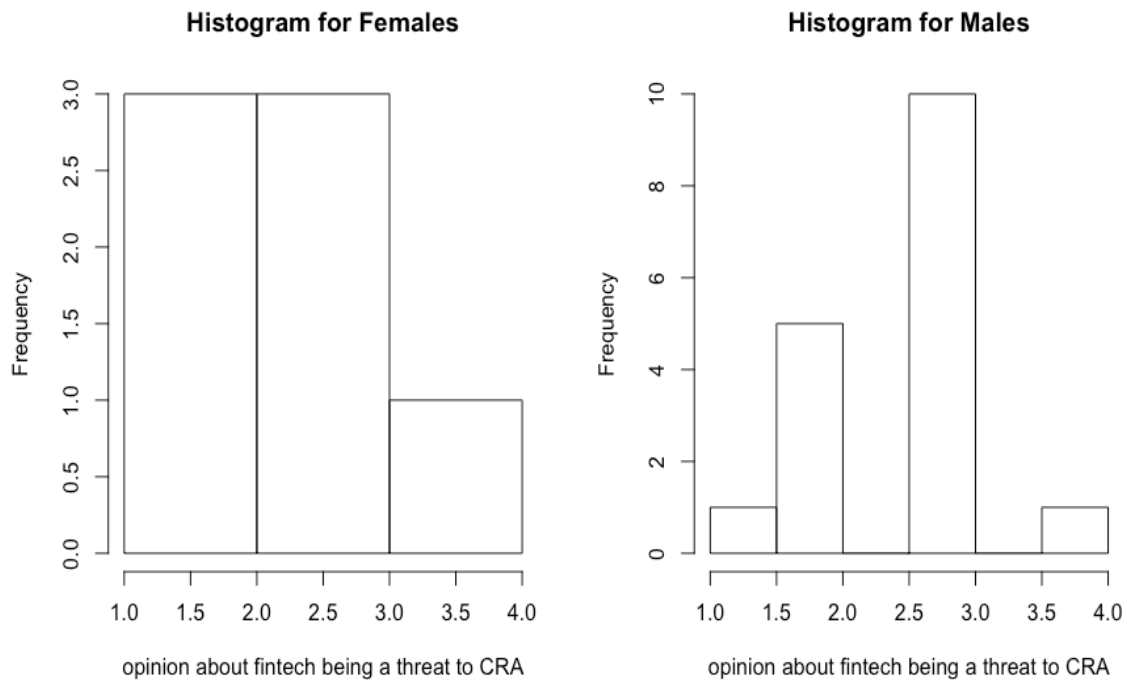 Histogram for Females
Frequency
3.0
2.5
2.0
1.5
1.0
0.5
0.0
1.0 1.5 2.0 2.5 3.0 3.5 4.0
opinion about fintech being a threat to CRA
Histogram for Males
Frequency
10
8
6
4
2
0
1.0 1.5 2.0 2.5 3.0 3.5 4.0
opinion about fintech being a threat to CRA